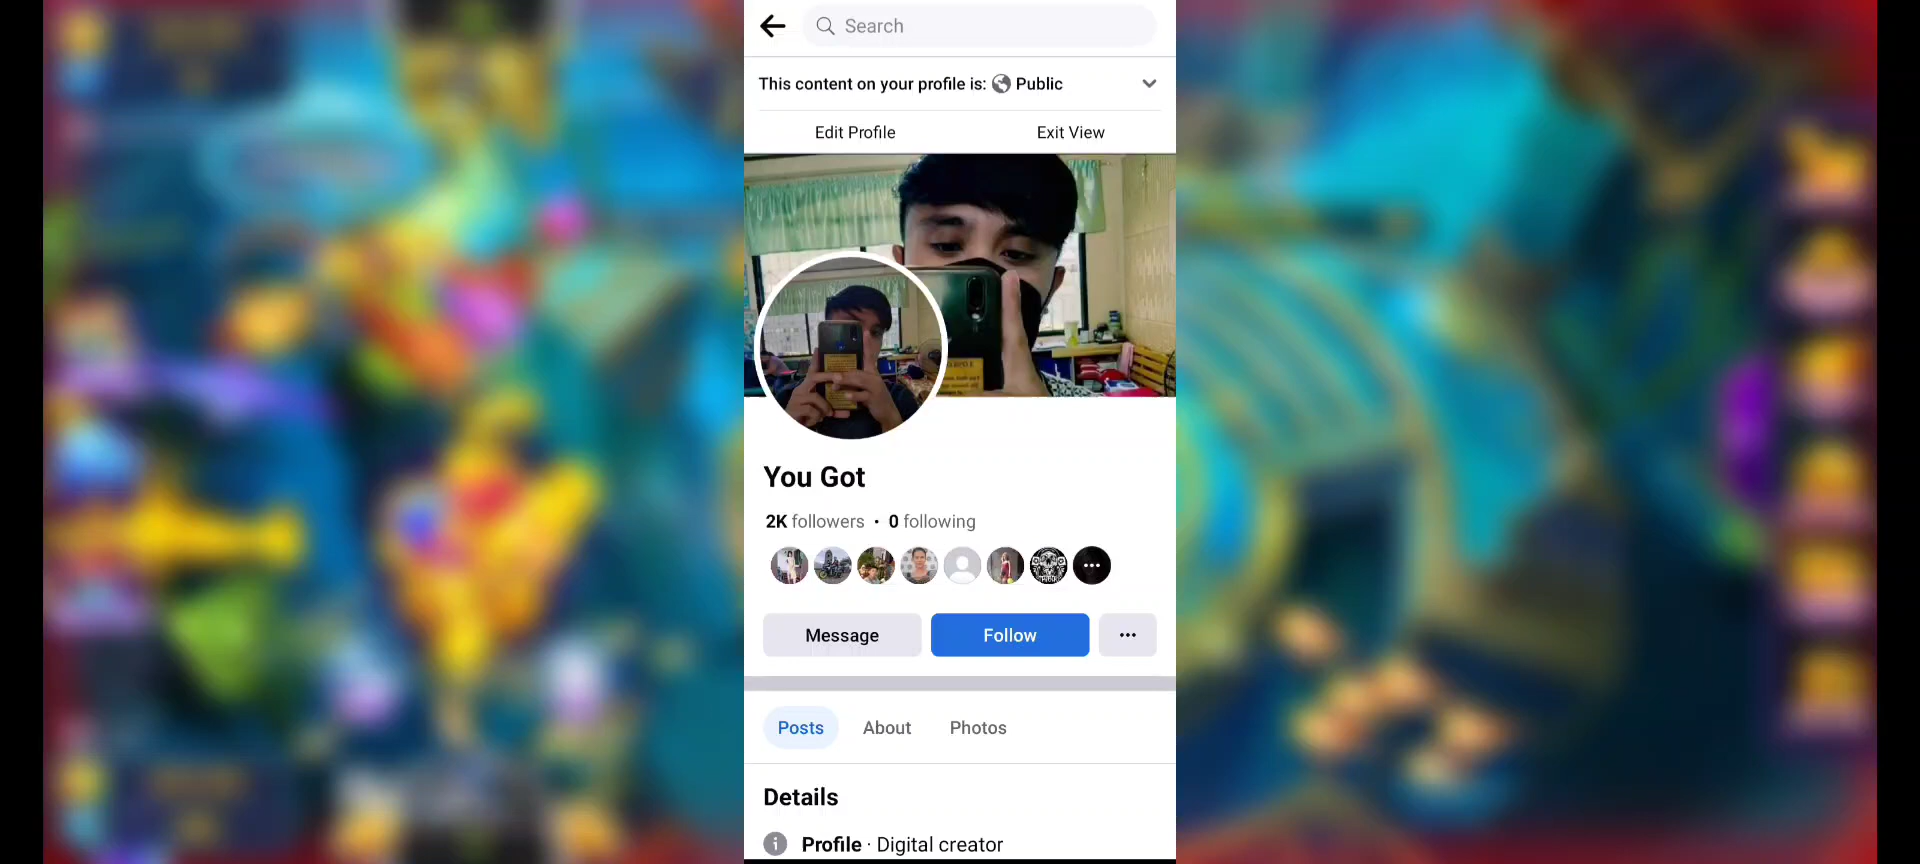 Search
This content on your profile is: Public
Edit Profile Exit View
You Got
2K followers • 0 following
Message Follow
Posts About Photos
Details
Profile · Digital creator